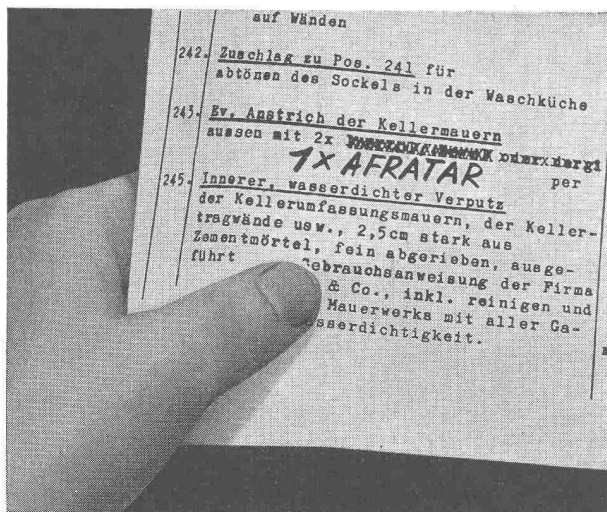 auf Wänden
242. Zuschlag zu Pos. 241 für
abtönen des Sockels in der Waschküche
243. Ev. Anstrich der Kellermauern
aussen mit 2x
1x AFRATAR per
245. Innerer, wasserdichter Verputz
der Kellerumfassungsmauern, der Keller-
tragwände usw., 2,5cm stark aus
Zementmörtel, fein abgerieben, ausge-
führt Gebrauchsanweisung der Firma
& Co., inkl. reinigen und
Mauerwerks mit aller Ga-
asserdichtigkeit.